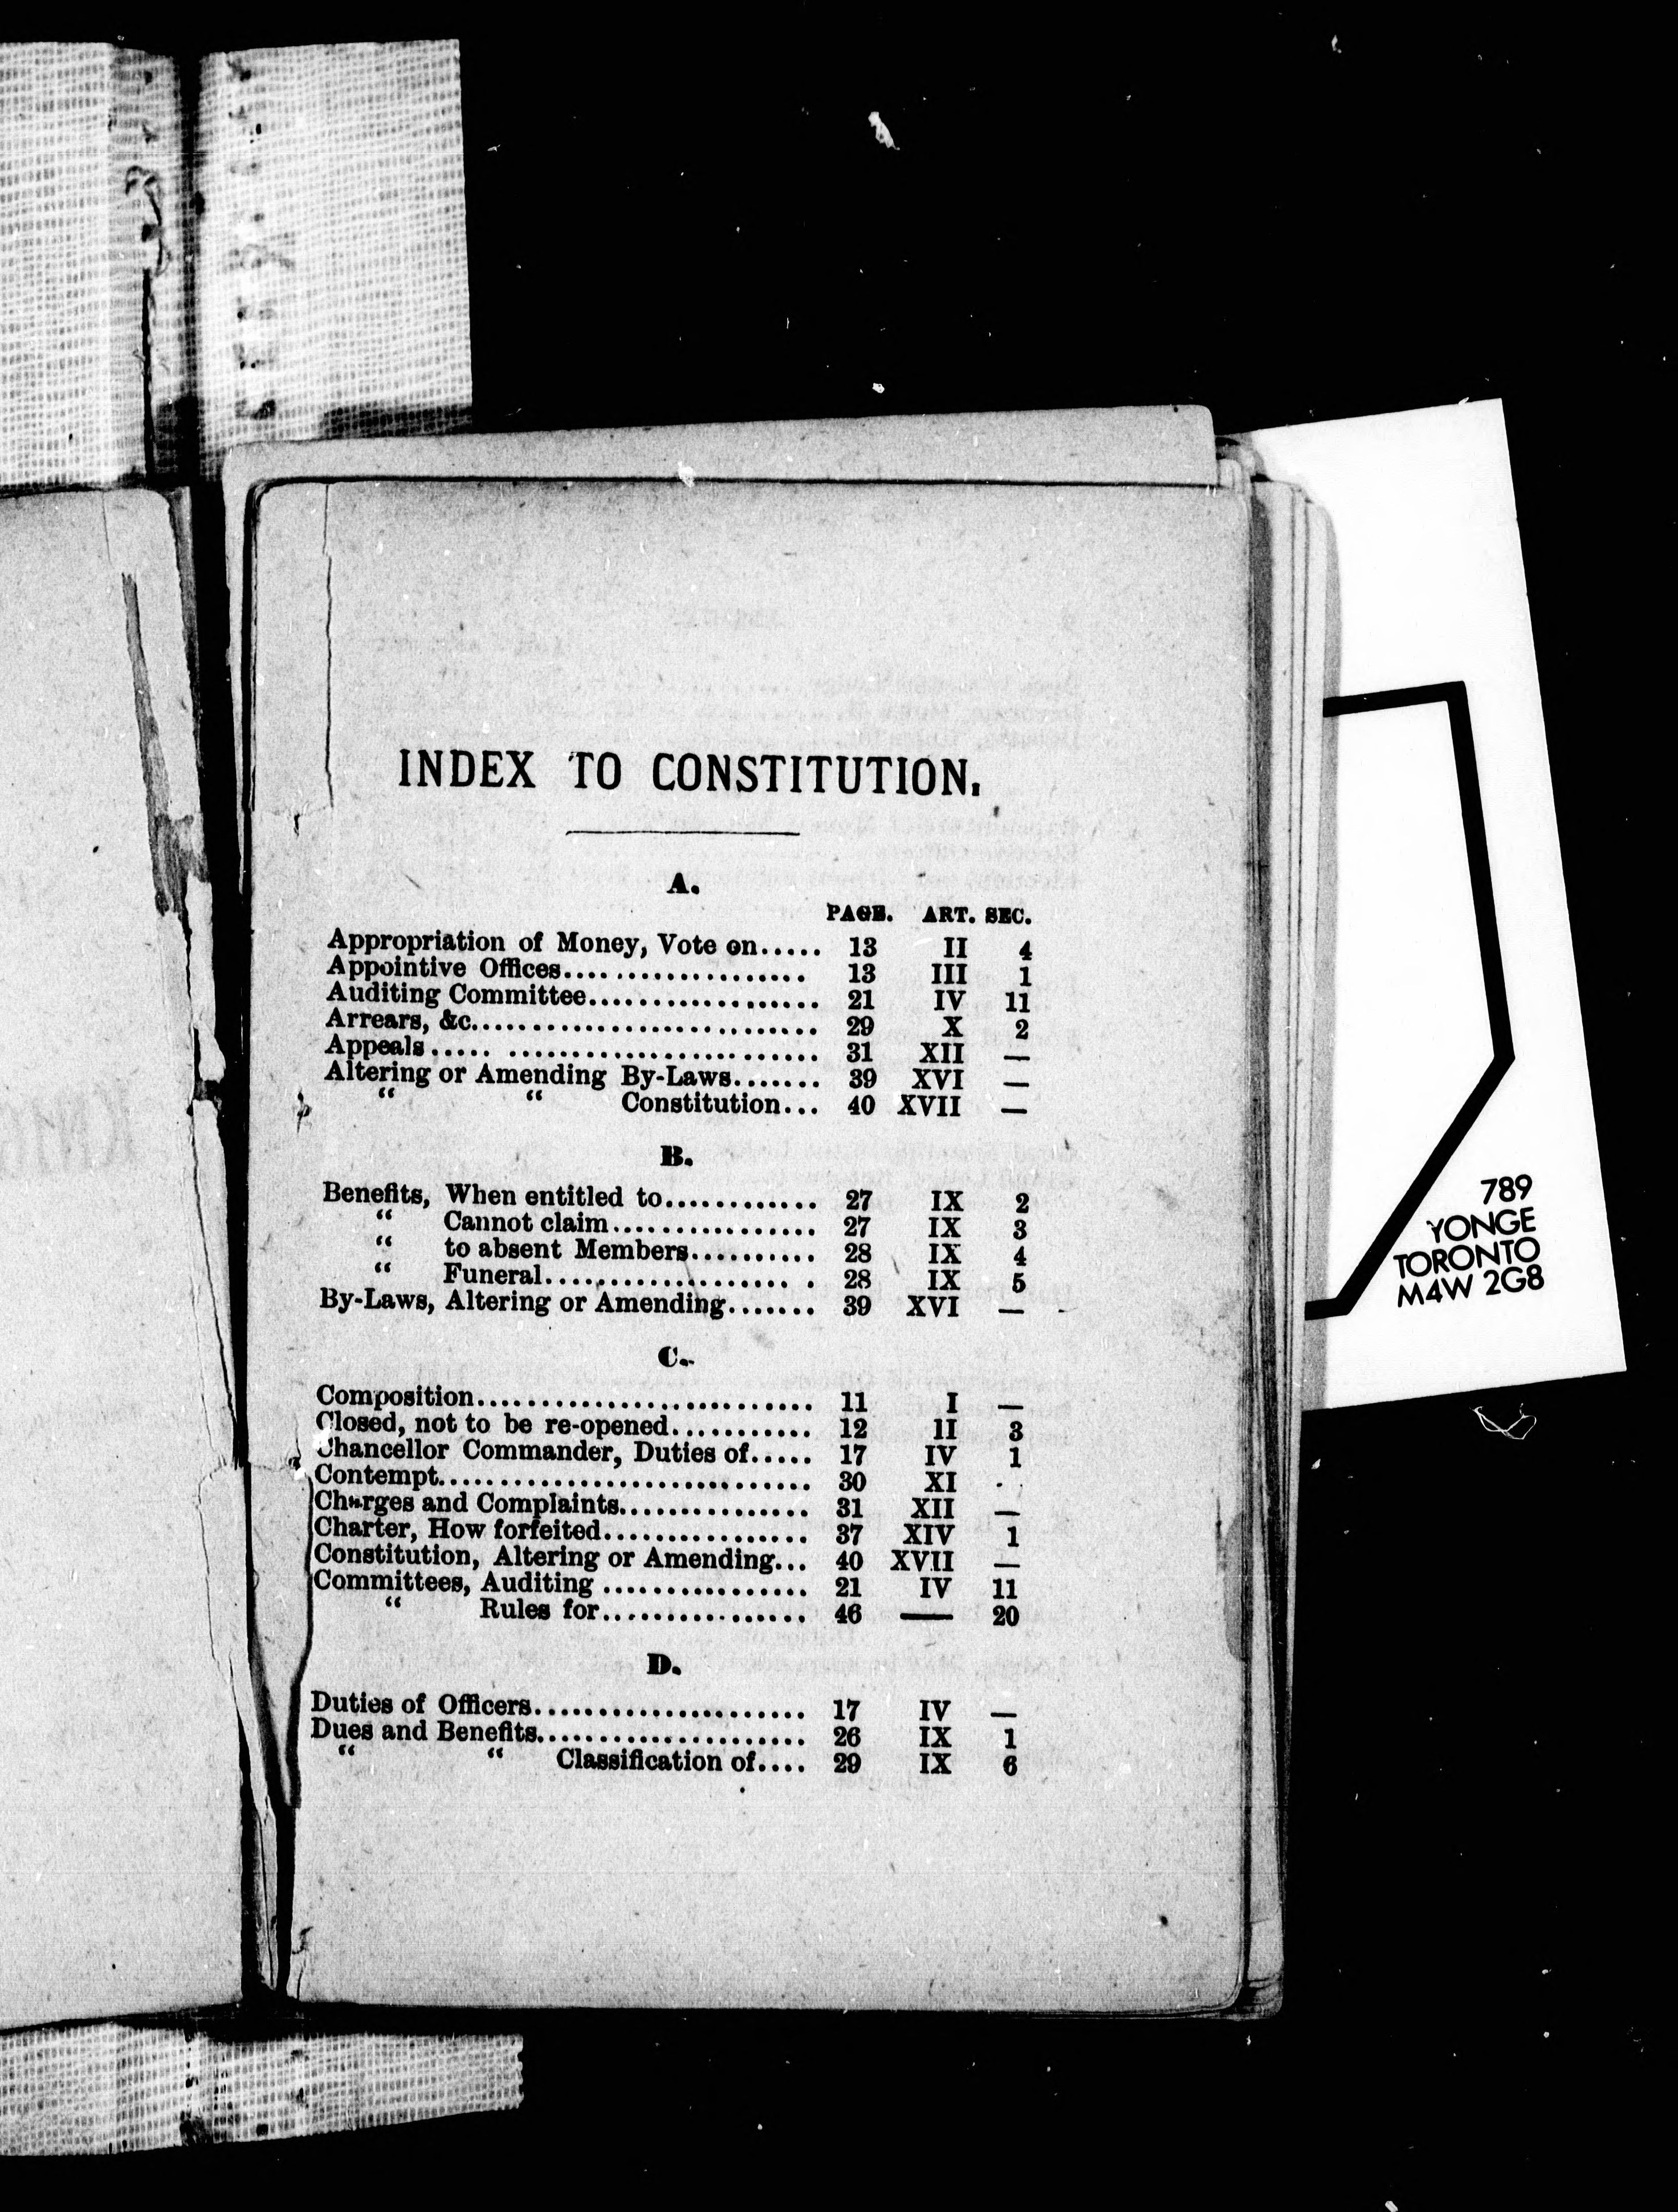 INDEX TO CONSTITUTION.
A.
PAGE. ART. SEC.
Appropriation of Money, Vote on..... 13 II 4
Appointive Offices.................... 13 III 1
Auditing Committee................... 21 IV 11
Arrears, &c............................. 29 X 2
Appeals..... ......................... 31 XII —
Altering or Amending By-Laws....... 39 XVI —
“ “ Constitution... 40 XVII —
B.
Benefits, When entitled to............. 27 IX 2
“ Cannot claim................. 27 IX 3
“ to absent Members.......... 28 IX 4
“ Funeral.................... . 28 IX 5
By-Laws, Altering or Amending....... 39 XVI —
C.
Composition............................ 11 I —
Closed, not to be re-opened............ 12 II 3
Chancellor Commander, Duties of..... 17 IV 1
Contempt............................... 30 XI
Charges and Complaints................ 31 XII —
Charter, How forfeited................. 37 XIV 1
Constitution, Altering or Amending... 40 XVII —
Committees, Auditing ................. 21 IV 11
“ Rules for................. 46 — 20
D.
Duties of Officers....................... 17 IV —
Dues and Benefits...................... 26 IX 1
“ “ Classification of.... 29 IX 6
789
YONGE
TORONTO
M4W 2G8